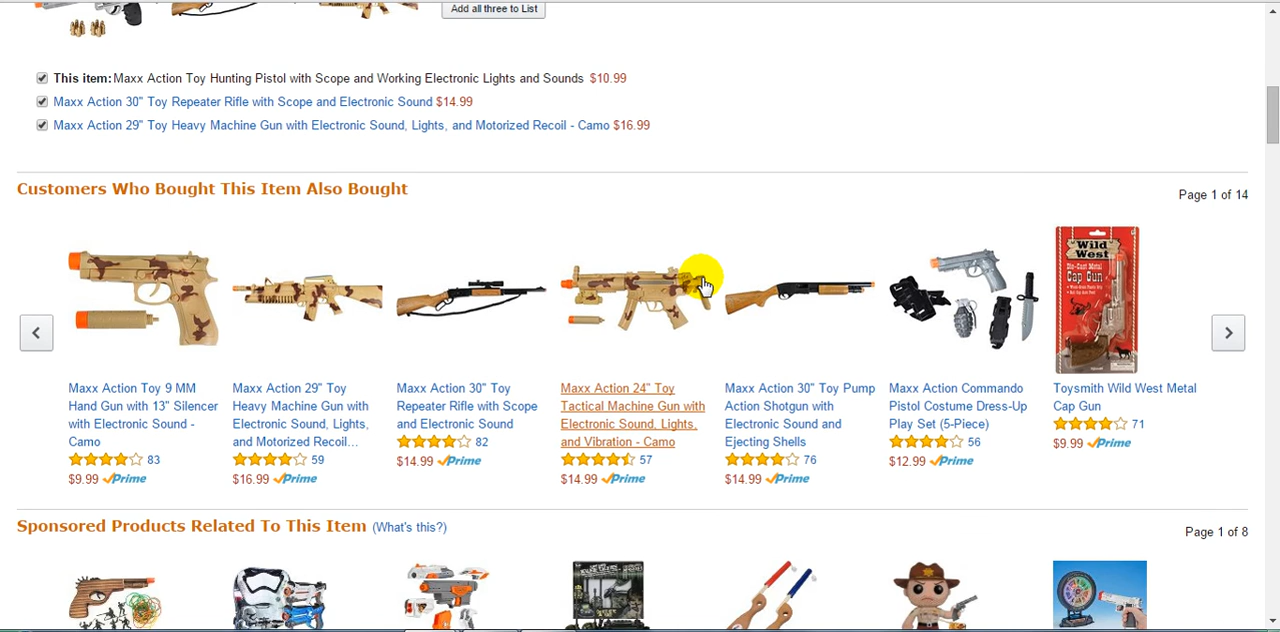 Add all three to List
This item: Maxx Action Toy Hunting Pistol with Scope and Working Electronic Lights and Sounds $10.99
Maxx Action 30" Toy Repeater Rifle with Scope and Electronic Sound $14.99
Maxx Action 29" Toy Heavy Machine Gun with Electronic Sound, Lights, and Motorized Recoil - Camo $16.99
Customers Who Bought This Item Also Bought
Page 1 of 14
Wild
West
Die-Cast Metal
Cap Gun
Maxx Action Toy 9 MM
Hand Gun with 13" Silencer
with Electronic Sound -
Camo
83
$9.99 Prime
Maxx Action 29" Toy
Heavy Machine Gun with
Electronic Sound, Lights,
and Motorized Recoil...
59
$16.99 Prime
Maxx Action 30" Toy
Repeater Rifle with Scope
and Electronic Sound
82
$14.99 Prime
Maxx Action 24" Toy
Tactical Machine Gun with
Electronic Sound, Lights,
and Vibration - Camo
57
$14.99 Prime
Maxx Action 30" Toy Pump
Action Shotgun with
Electronic Sound and
Ejecting Shells
76
$14.99 Prime
Maxx Action Commando
Pistol Costume Dress-Up
Play Set (5-Piece)
56
$12.99 Prime
Toysmith Wild West Metal
Cap Gun
71
$9.99 Prime
Sponsored Products Related To This Item (What's this?)
Page 1 of 8